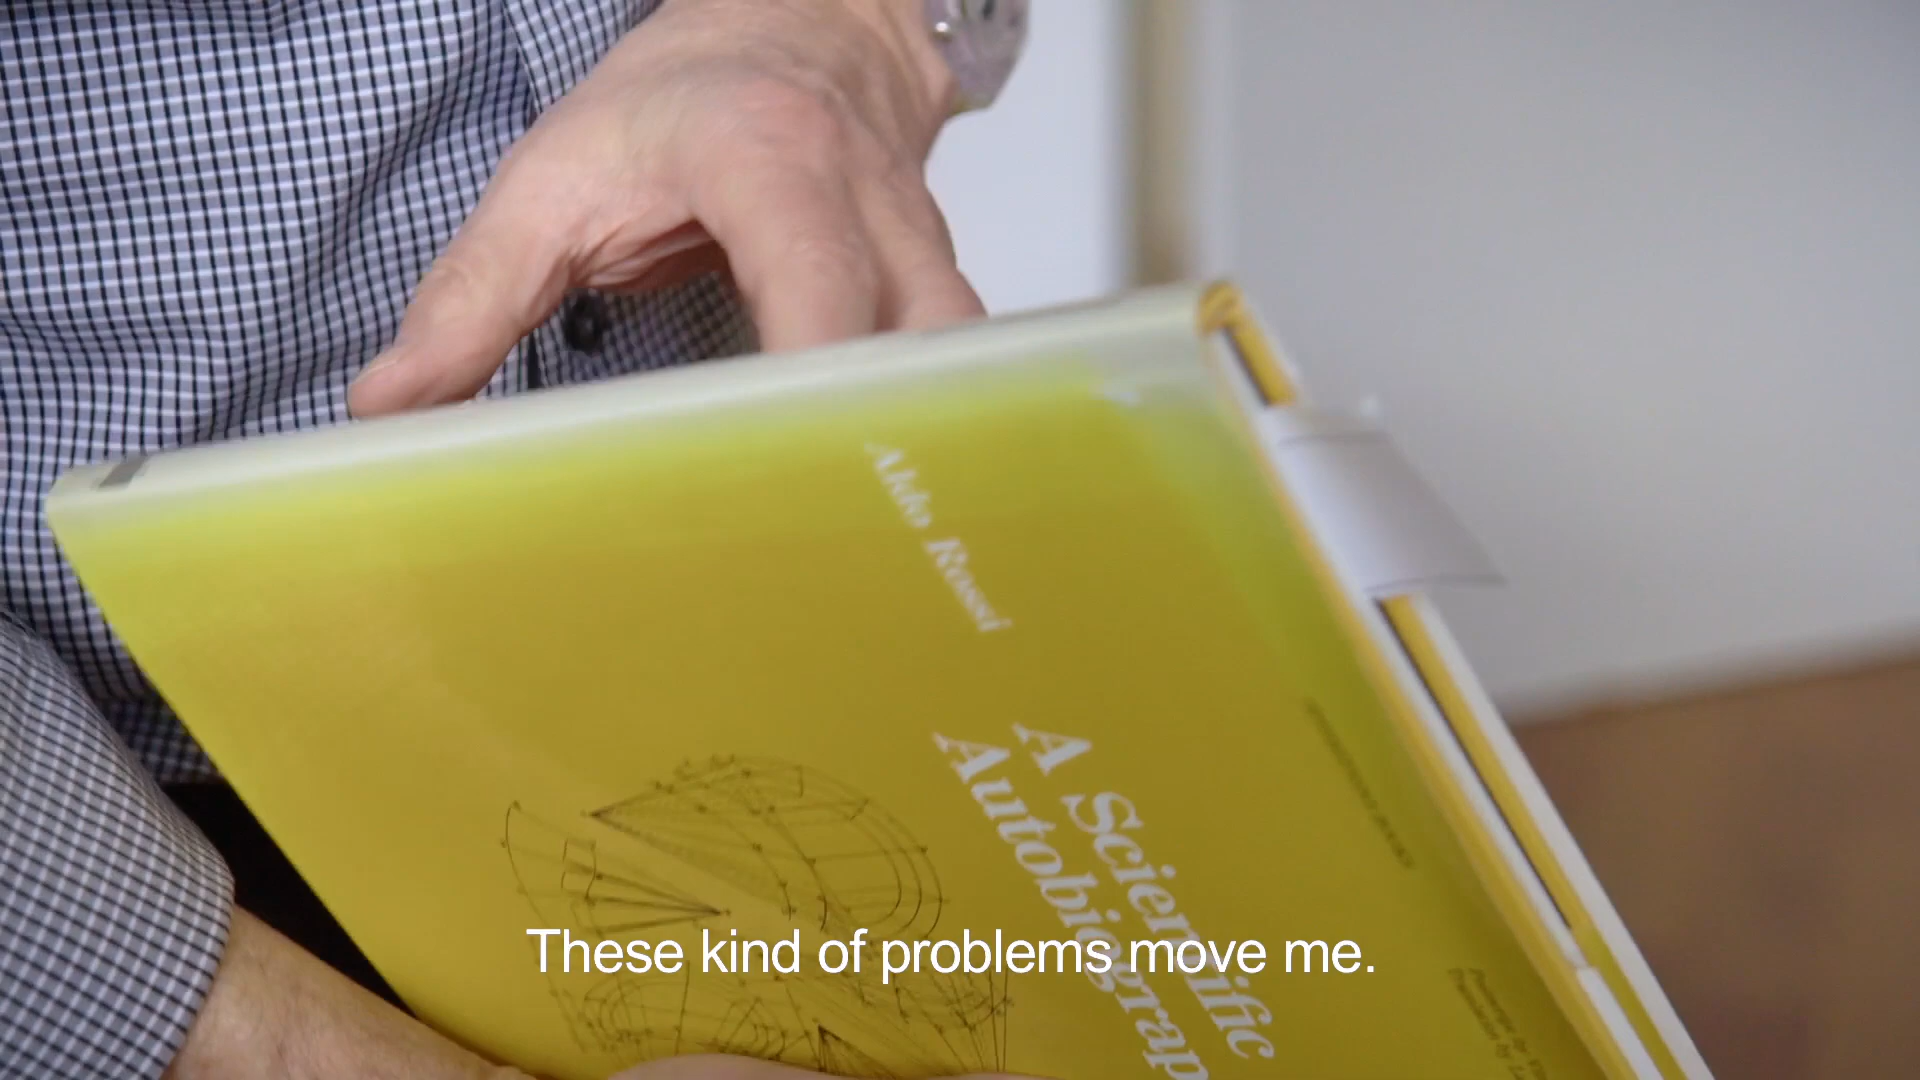 Aldo Rossi
A Scientific
Autobiograp
These kind of problems move me.